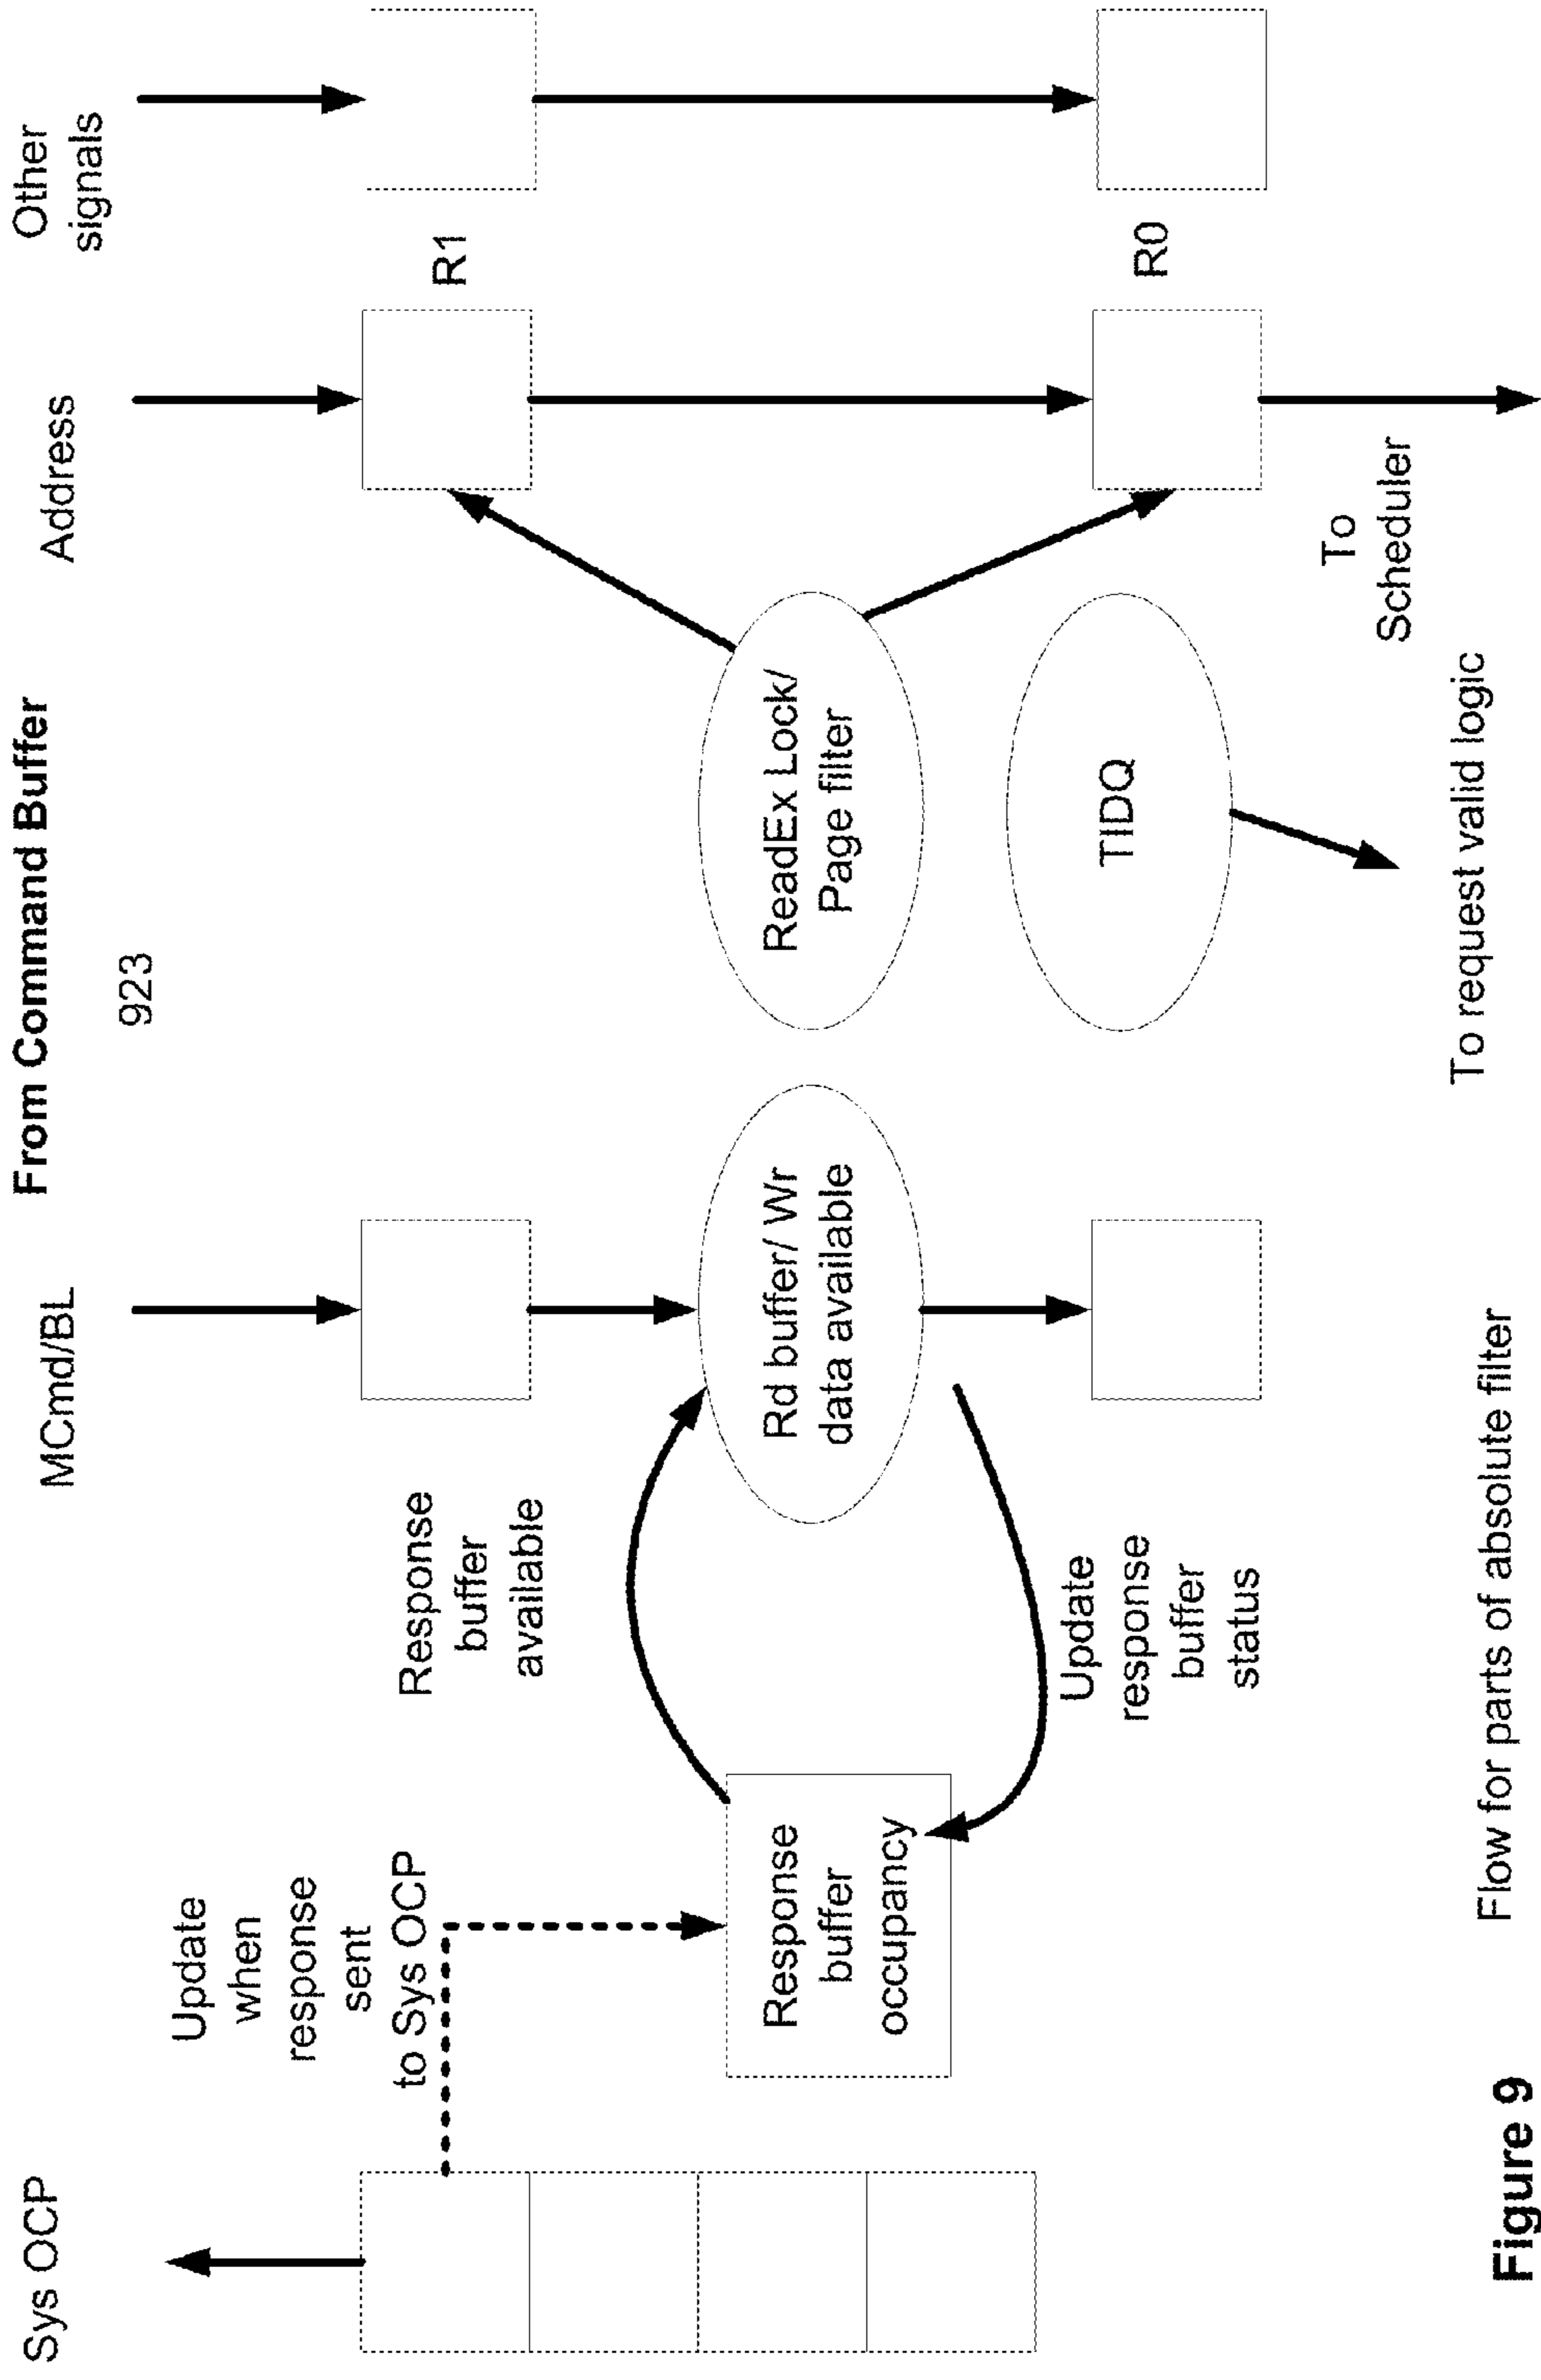 From Command Buffer
923
Sys OCP
MCmd/BL
Address
Other
signals
Update
when
response
sent
to Sys OCP
Response
buffer
available
R1
Response
buffer
occupancy
Rd buffer/ Wr
data available
ReadEx Lock/
Page filter
TIDQ
Update
response
buffer
status
R0
To
Scheduler
To request valid logic
Flow for parts of absolute filter
Figure 9